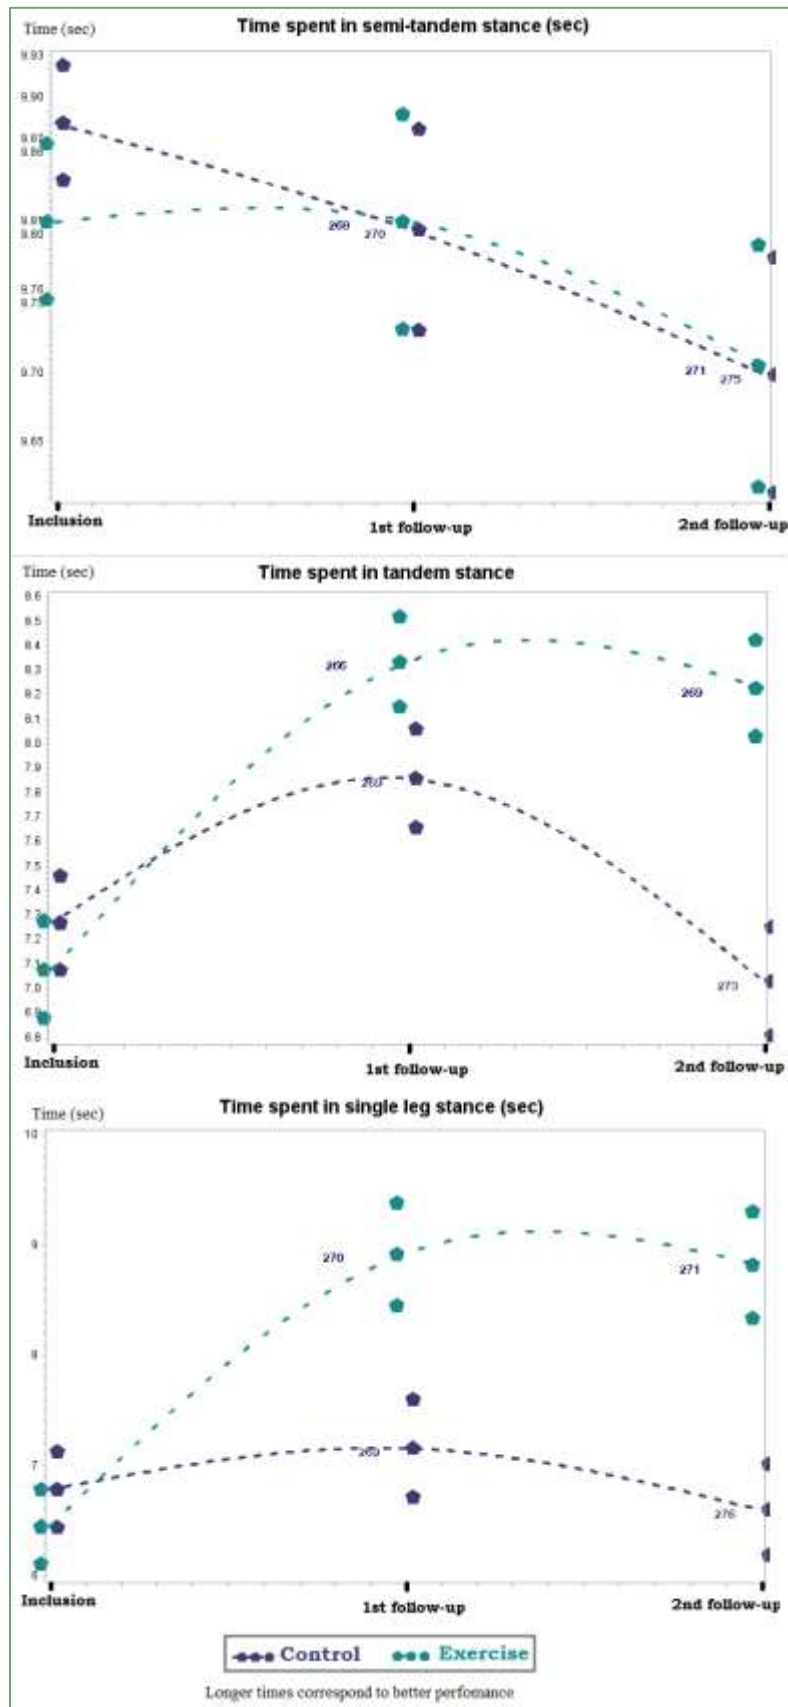 Time (sec)
Time spent in semi-tandem stance (sec)
9.93
9.90
9.87
9.86
9.81
9.80
9.76
9.75
9.70
9.65
268
270
271
275
Inclusion
1st follow-up
2nd follow-up
Time (sec)
Time spent in tandem stance
8.6
8.5
8.4
8.3
8.2
8.1
8.0
7.9
7.8
7.7
7.6
7.5
7.4
7.3
7.2
7.1
7.0
6.9
6.8
266
269
269
273
Inclusion
1st follow-up
2nd follow-up
Time (sec)
Time spent in single leg stance (sec)
10
9
8
7
6
270
271
269
276
Inclusion
1st follow-up
2nd follow-up
Control
Exercise
Longer times correspond to better perfomance